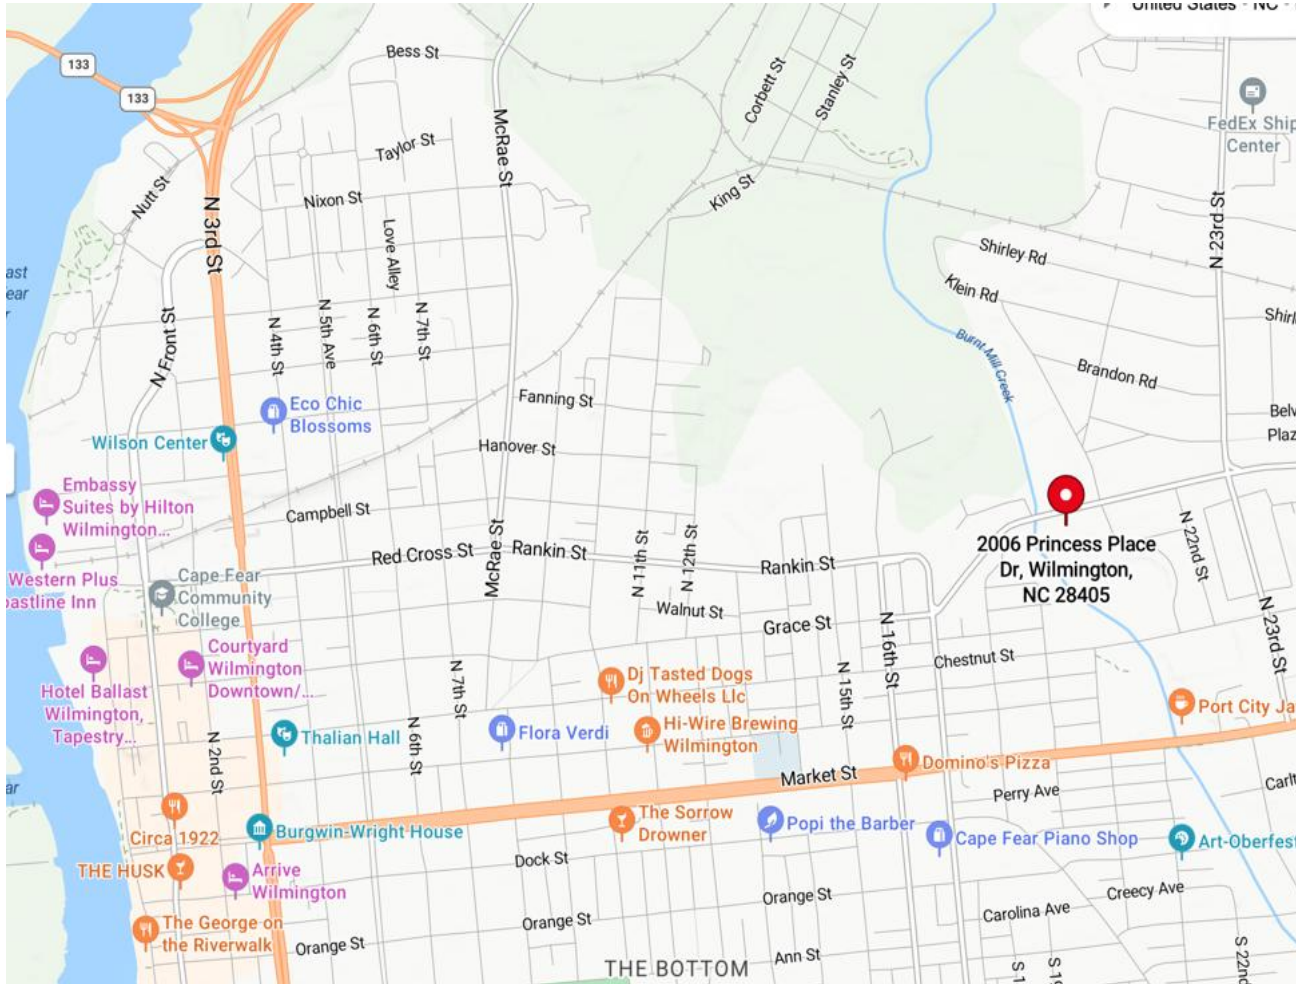 United States - NC -
133
133
Bess St
Corbett St
Stanley St
FedEx Ship
Center
McRae St
Taylor St
Nutt St
Nixon St
King St
N 3rd St
Love Alley
N 23rd St
Shirley Rd
Klein Rd
N Front St
N 4th St
N 5th Ave
N 6th St
N 7th St
Burnt Mill Creek
Brandon Rd
Eco Chic
Blossoms
Fanning St
Wilson Center
Hanover St
Embassy
Suites by Hilton
Wilmington...
Campbell St
Red Cross St
McRae St
Rankin St
N 11th St
N 12th St
Rankin St
2006 Princess Place
Dr, Wilmington,
NC 28405
N 22nd St
N 23rd St
Western Plus
Cape Fear
Community
College
Walnut St
Grace St
N 16th St
Chestnut St
Courtyard
Wilmington
Downtown/...
Hotel Ballast
Wilmington,
Tapestry...
N 7th St
Dj Tasted Dogs
On Wheels Llc
N 15th St
Port City Ja
Thalian Hall
N 2nd St
N 6th St
Flora Verdi
Hi-Wire Brewing
Wilmington
Market St
Domino's Pizza
Perry Ave
Circa 1922
Burgwin-Wright House
The Sorrow
Drowner
Popi the Barber
Cape Fear Piano Shop
Art-Oberfest
THE HUSK
Arrive
Wilmington
Dock St
Orange St
Creecy Ave
Carolina Ave
The George on
the Riverwalk
Orange St
Orange St
Ann St
THE BOTTOM
S 22nd